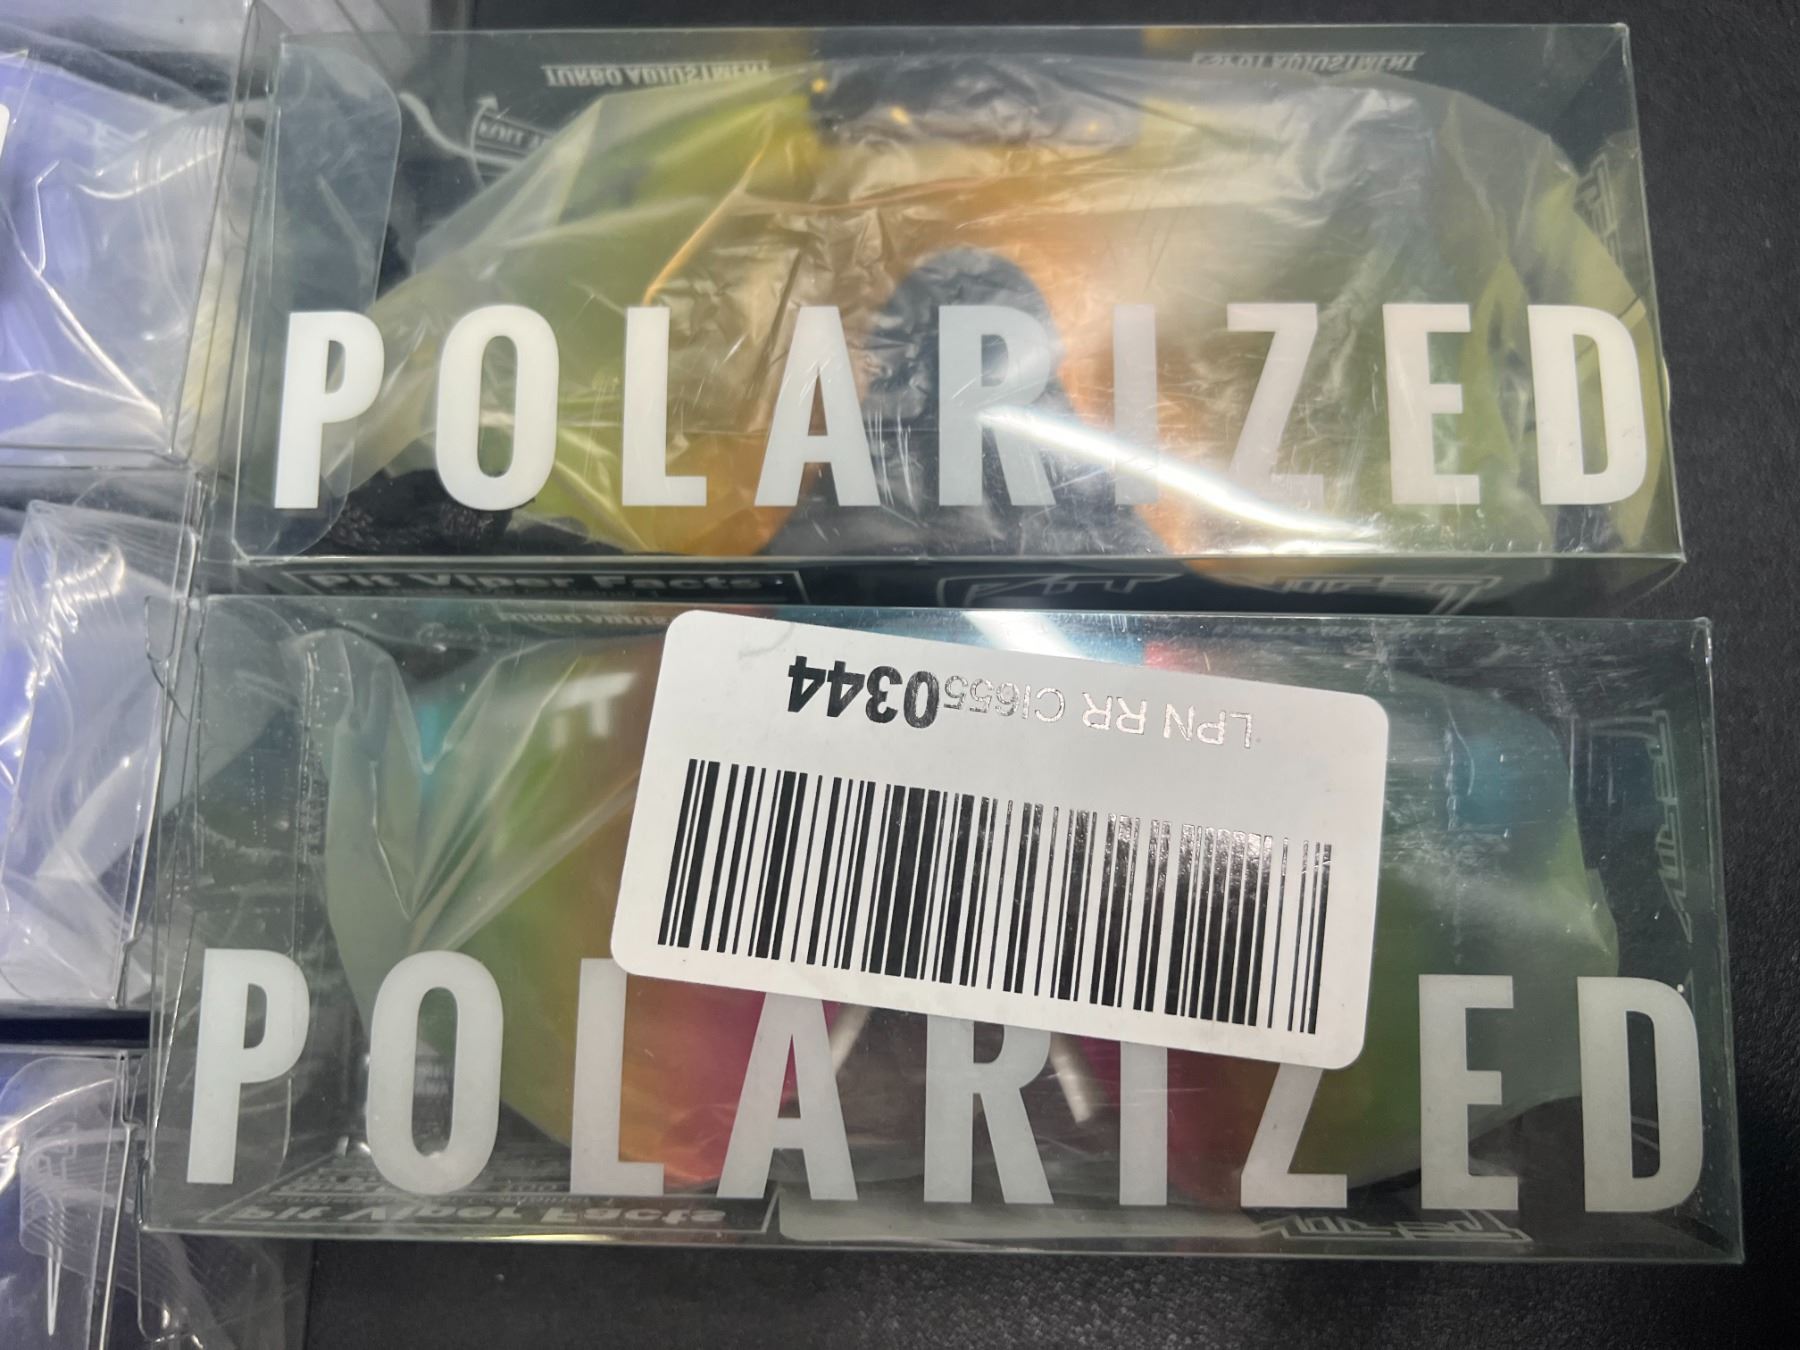 TURBO ADJUSTMENT
POLARIZED
Pit Viper Facts
LPN RR CI6550344
POLARIZED
Pit Viper Facts